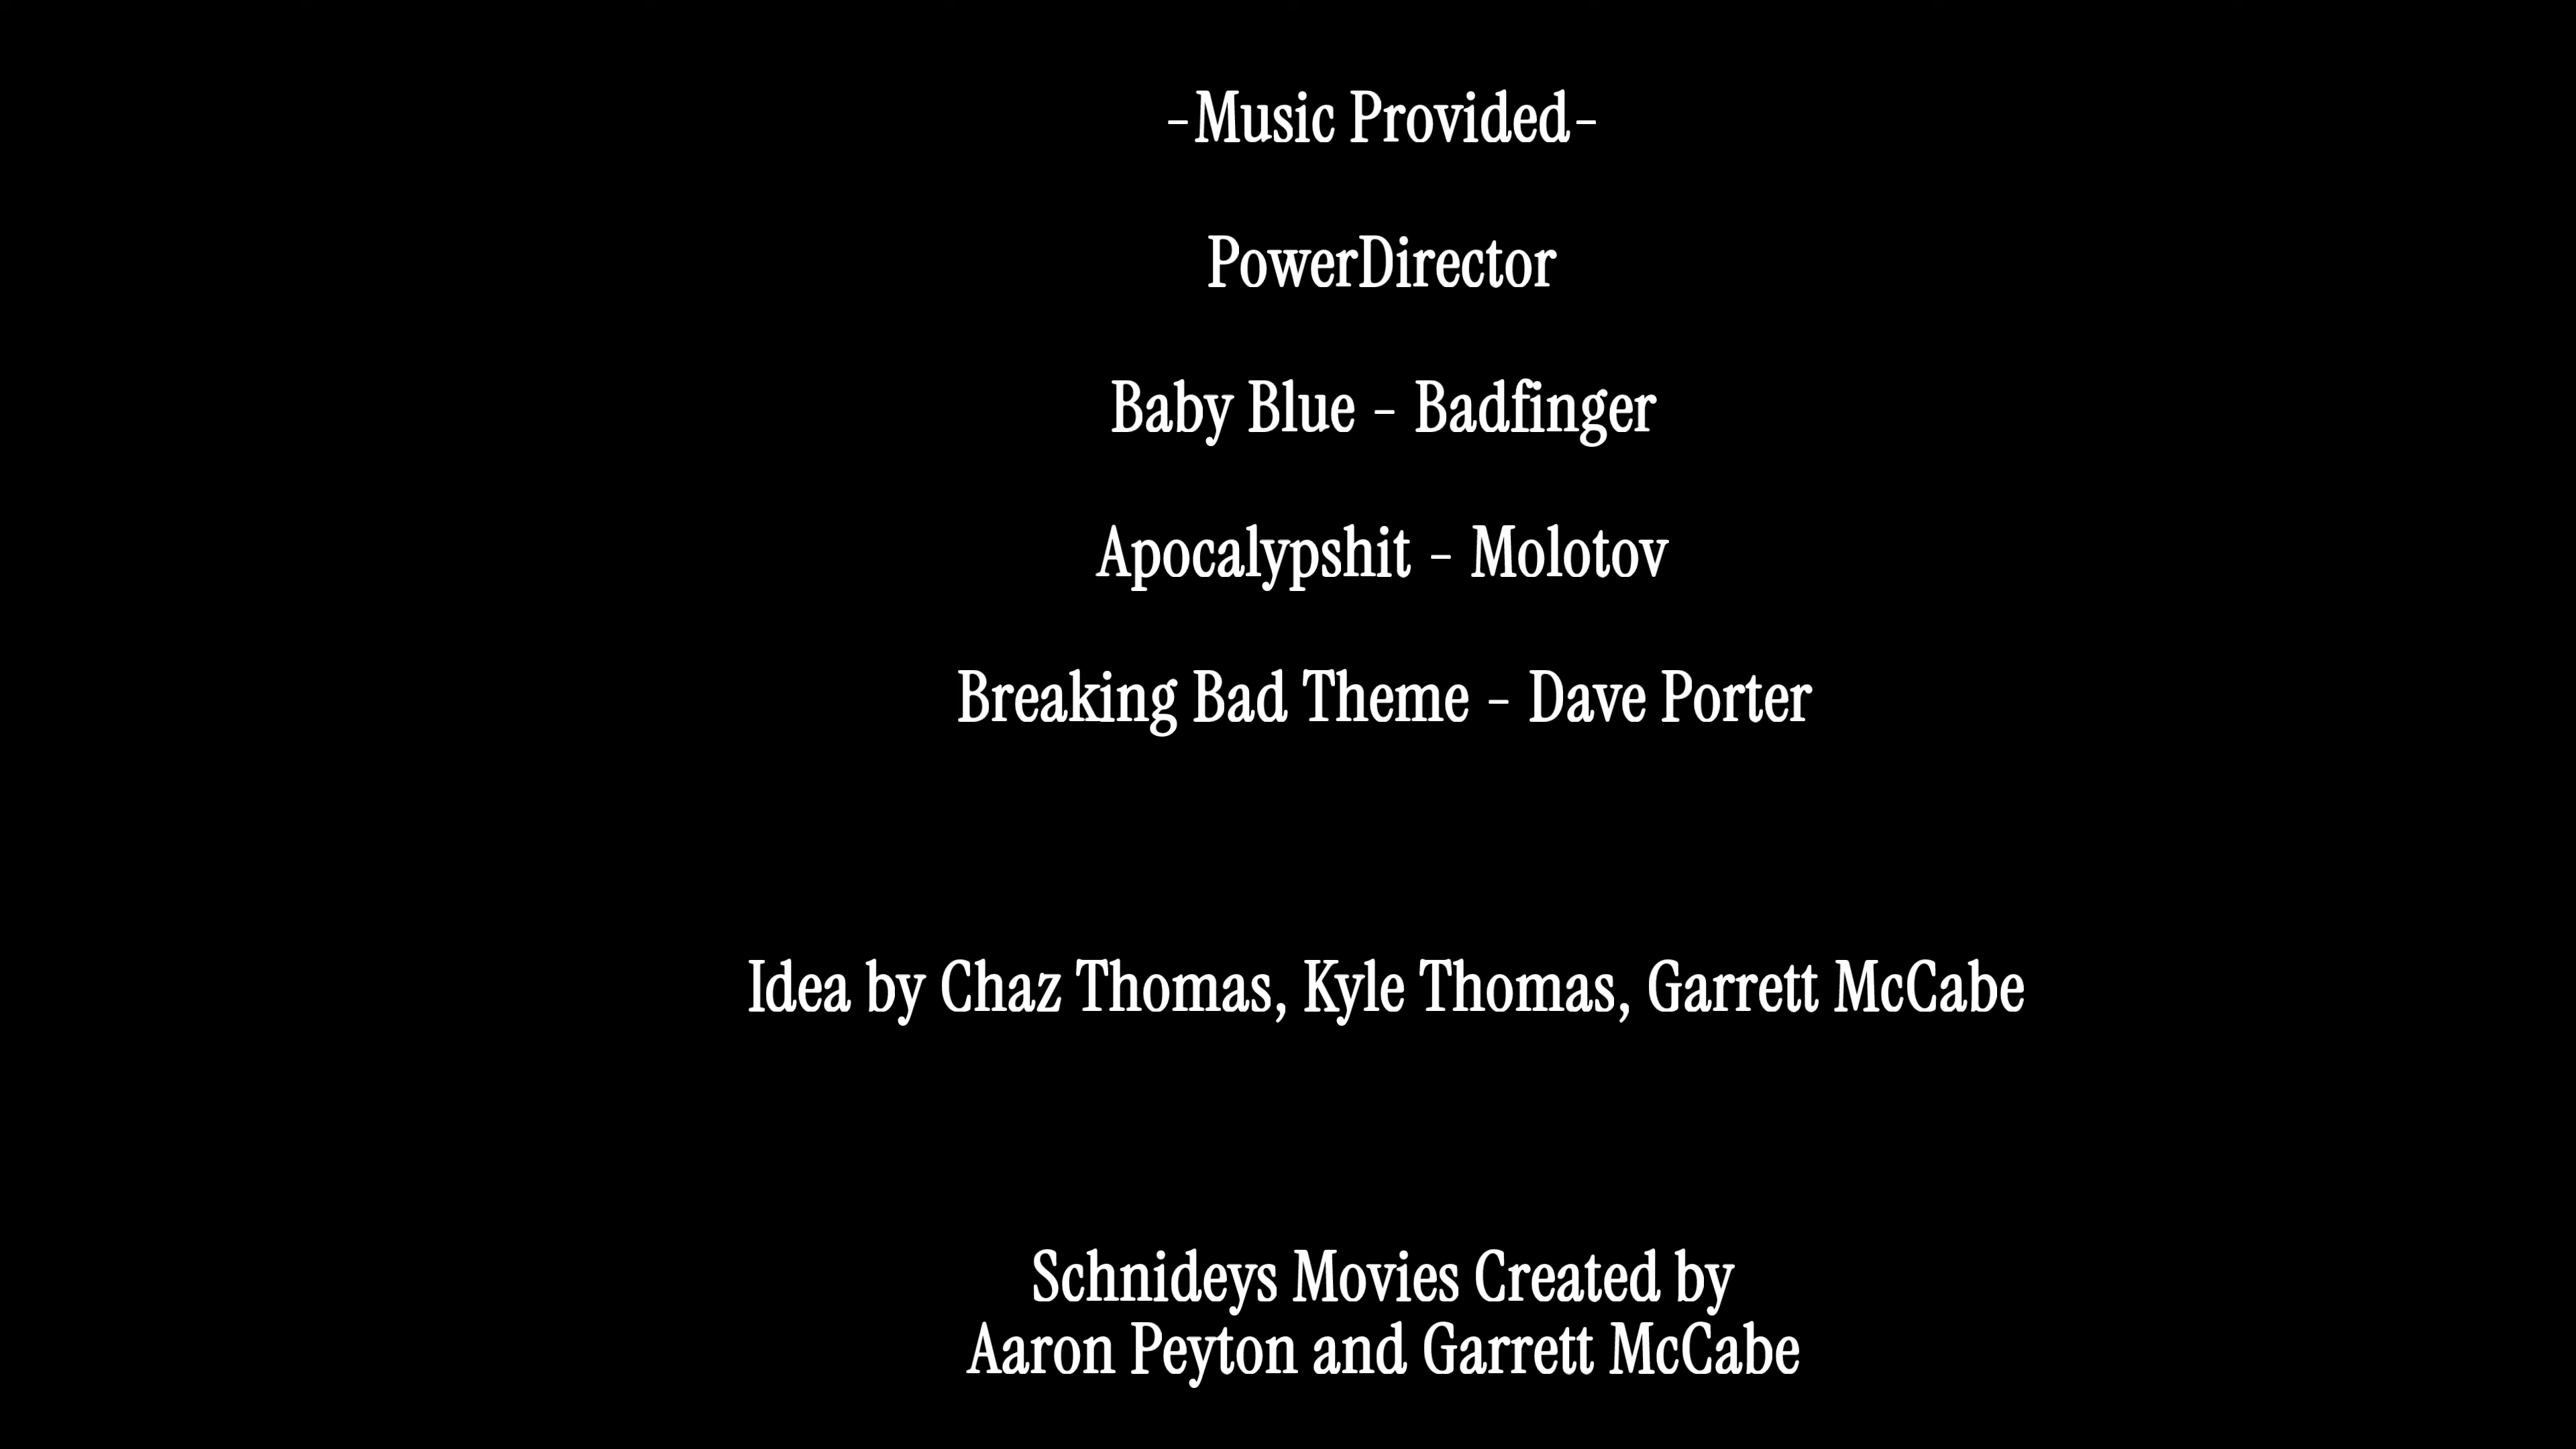 -Music Provided-
PowerDirector
Baby Blue - Badfinger
Apocalypshit - Molotov
Breaking Bad Theme - Dave Porter
Idea by Chaz Thomas, Kyle Thomas, Garrett McCabe
Schnideys Movies Created by
Aaron Peyton and Garrett McCabe